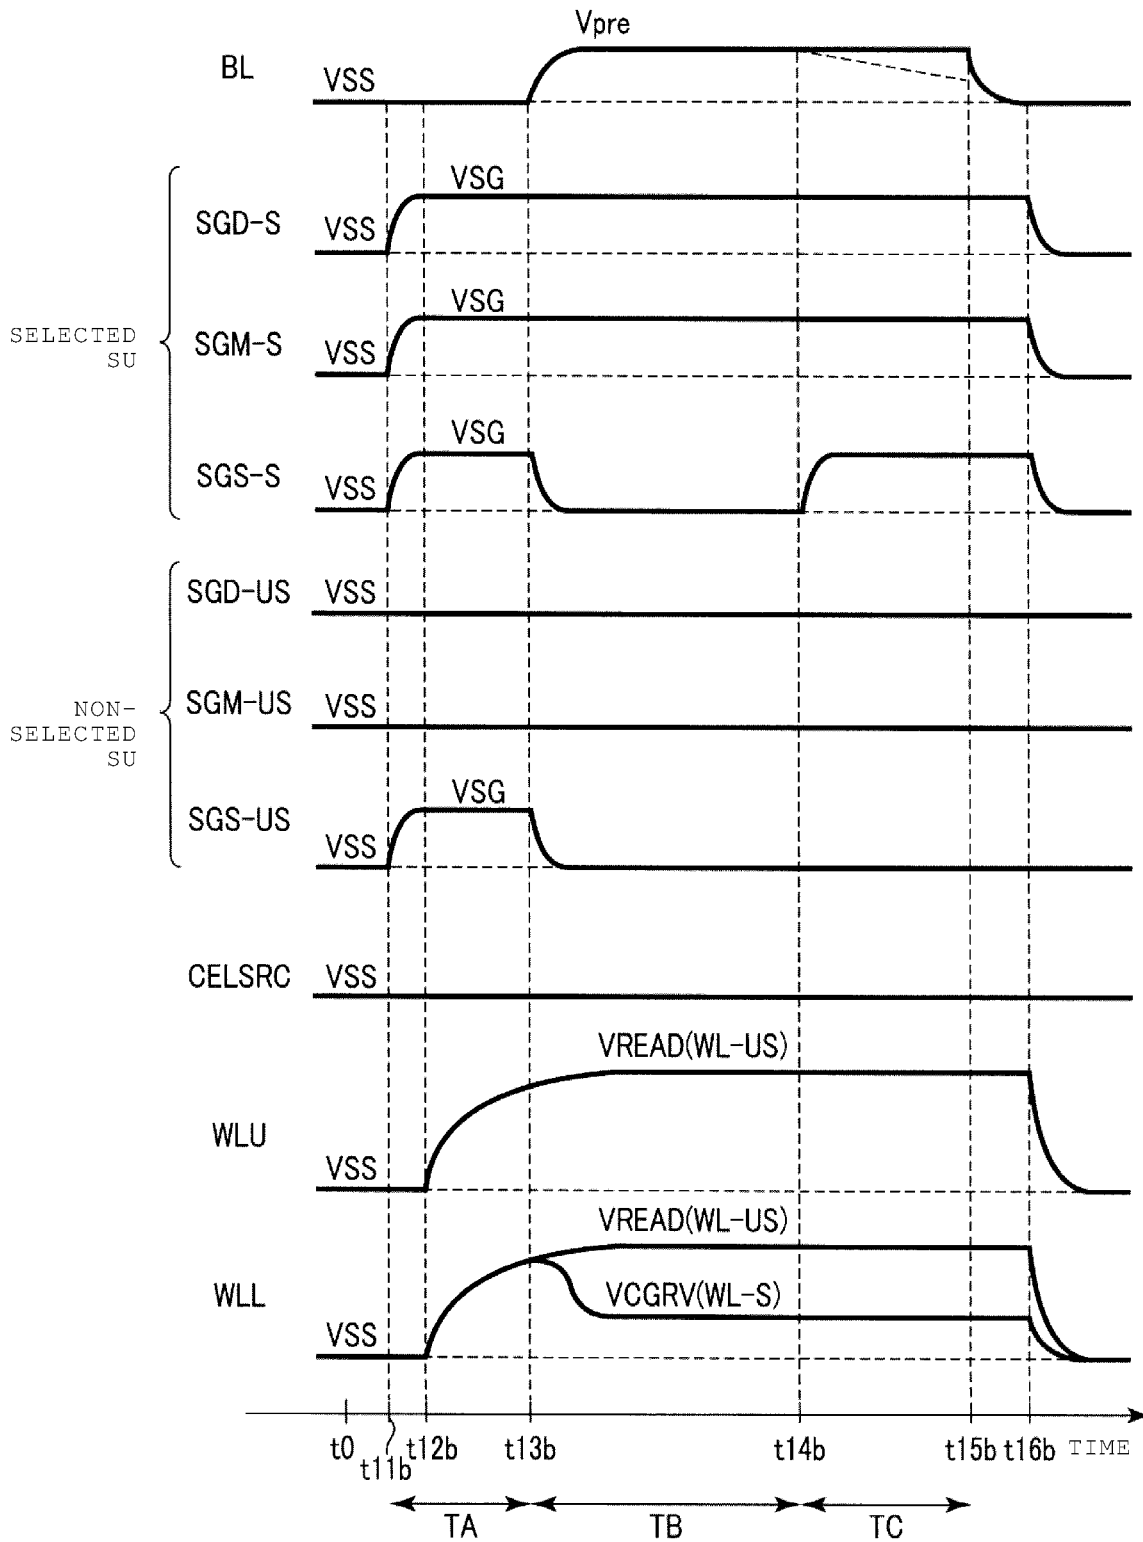 Vpre
BL
VSS
VSG
SGD-S
VSS
VSG
SELECTED
SU
SGM-S
VSS
VSG
SGS-S
VSS
SGD-US
VSS
SGM-US
VSS
NON-
SELECTED
SU
VSG
SGS-US
VSS
CELSRC
VSS
VREAD(WL-US)
WLU
VSS
VREAD(WL-US)
WLL
VCGRV(WL-S)
VSS
t0
t11b
t12b
t13b
t14b
t15b
t16b
TIME
TA
TB
TC